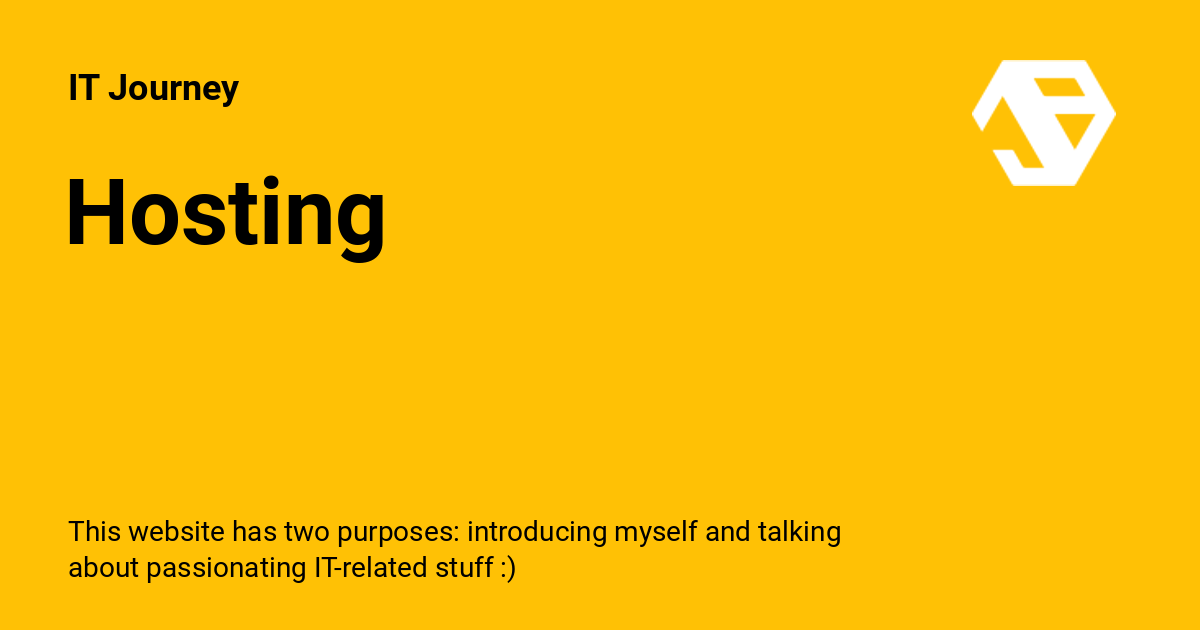 IT Journey
Hosting
This website has two purposes: introducing myself and talking
about passionating IT-related stuff :)